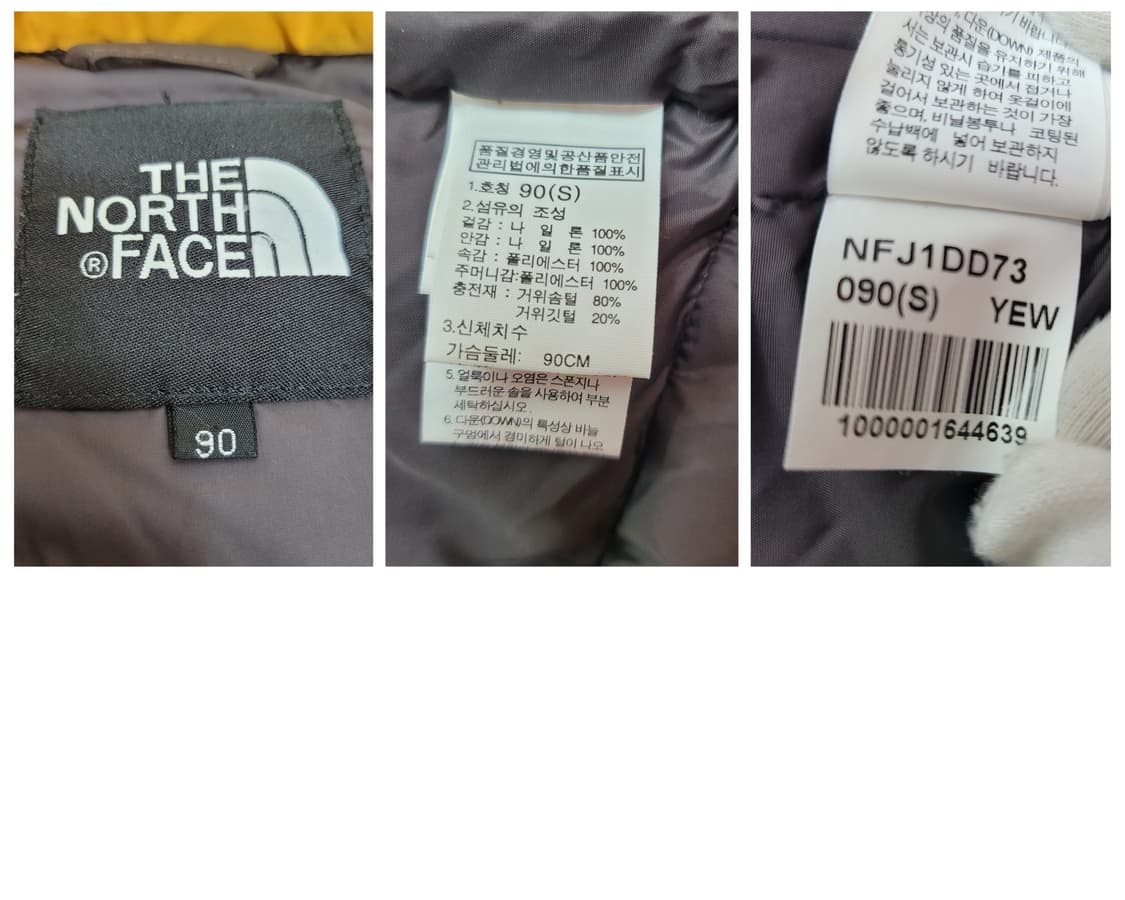 THE
NORTH
®FACE
90
품질경영및공산품안전
관리법에의한품질표시
1.호칭 90(S)
2.섬유의 조성
겉감 : 나 일 론 100%
안감 : 나 일 론 100%
속감 : 폴리에스터 100%
주머니감:폴리에스터 100%
충전재 : 거위솜털 80%
거위깃털 20%
3.신체치수
가슴둘레: 90CM
5. 얼룩이나 오염은 스폰지나
부드러운 솔을 사용하여 부분
세탁하십시오.
6. 다운(DOWN)의 특성상 바늘
구멍에서 경미하게 털이 나오
다운(DOWN) 제품의
품질을 유지하기 위해
서는 보관시 습기를 피하고
통기성 있는 곳에서 접거나
눌리지 않게 하여 옷걸이에
걸어서 보관하는 것이 가장
좋으며, 비닐봉투나 코팅된
수납백에 넣어 보관하지
않도록 하시기 바랍니다.
NFJ1DD73
090(S) YEW
1000001644639